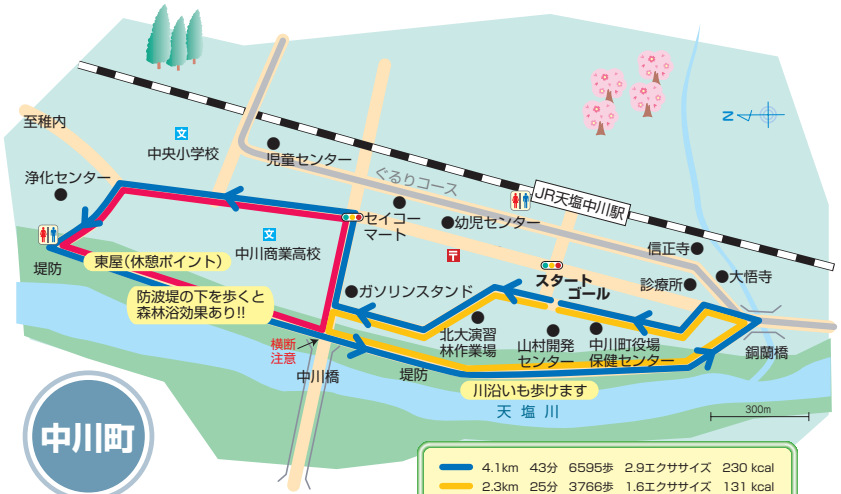 至稚内
文
中央小学校
児童センター
ぐるりコース
JR天塩中川駅
N
浄化センター
セイコー
マート
幼児センター
〒
信正寺
大悟寺
診療所
文
中川商業高校
東屋(休憩ポイント)
堤防
スタート
ゴール
ガソリンスタンド
防波堤の下を歩くと
森林浴効果あり!!
北大演習
林作業場
山村開発
センター
中川町役場
保健センター
銅蘭橋
横断
注意
中川橋
堤防
川沿いも歩けます
天塩川
300m
中川町
4.1km 43分 6595歩 2.9エクササイズ 230 kcal
2.3km 25分 3766歩 1.6エクササイズ 131 kcal